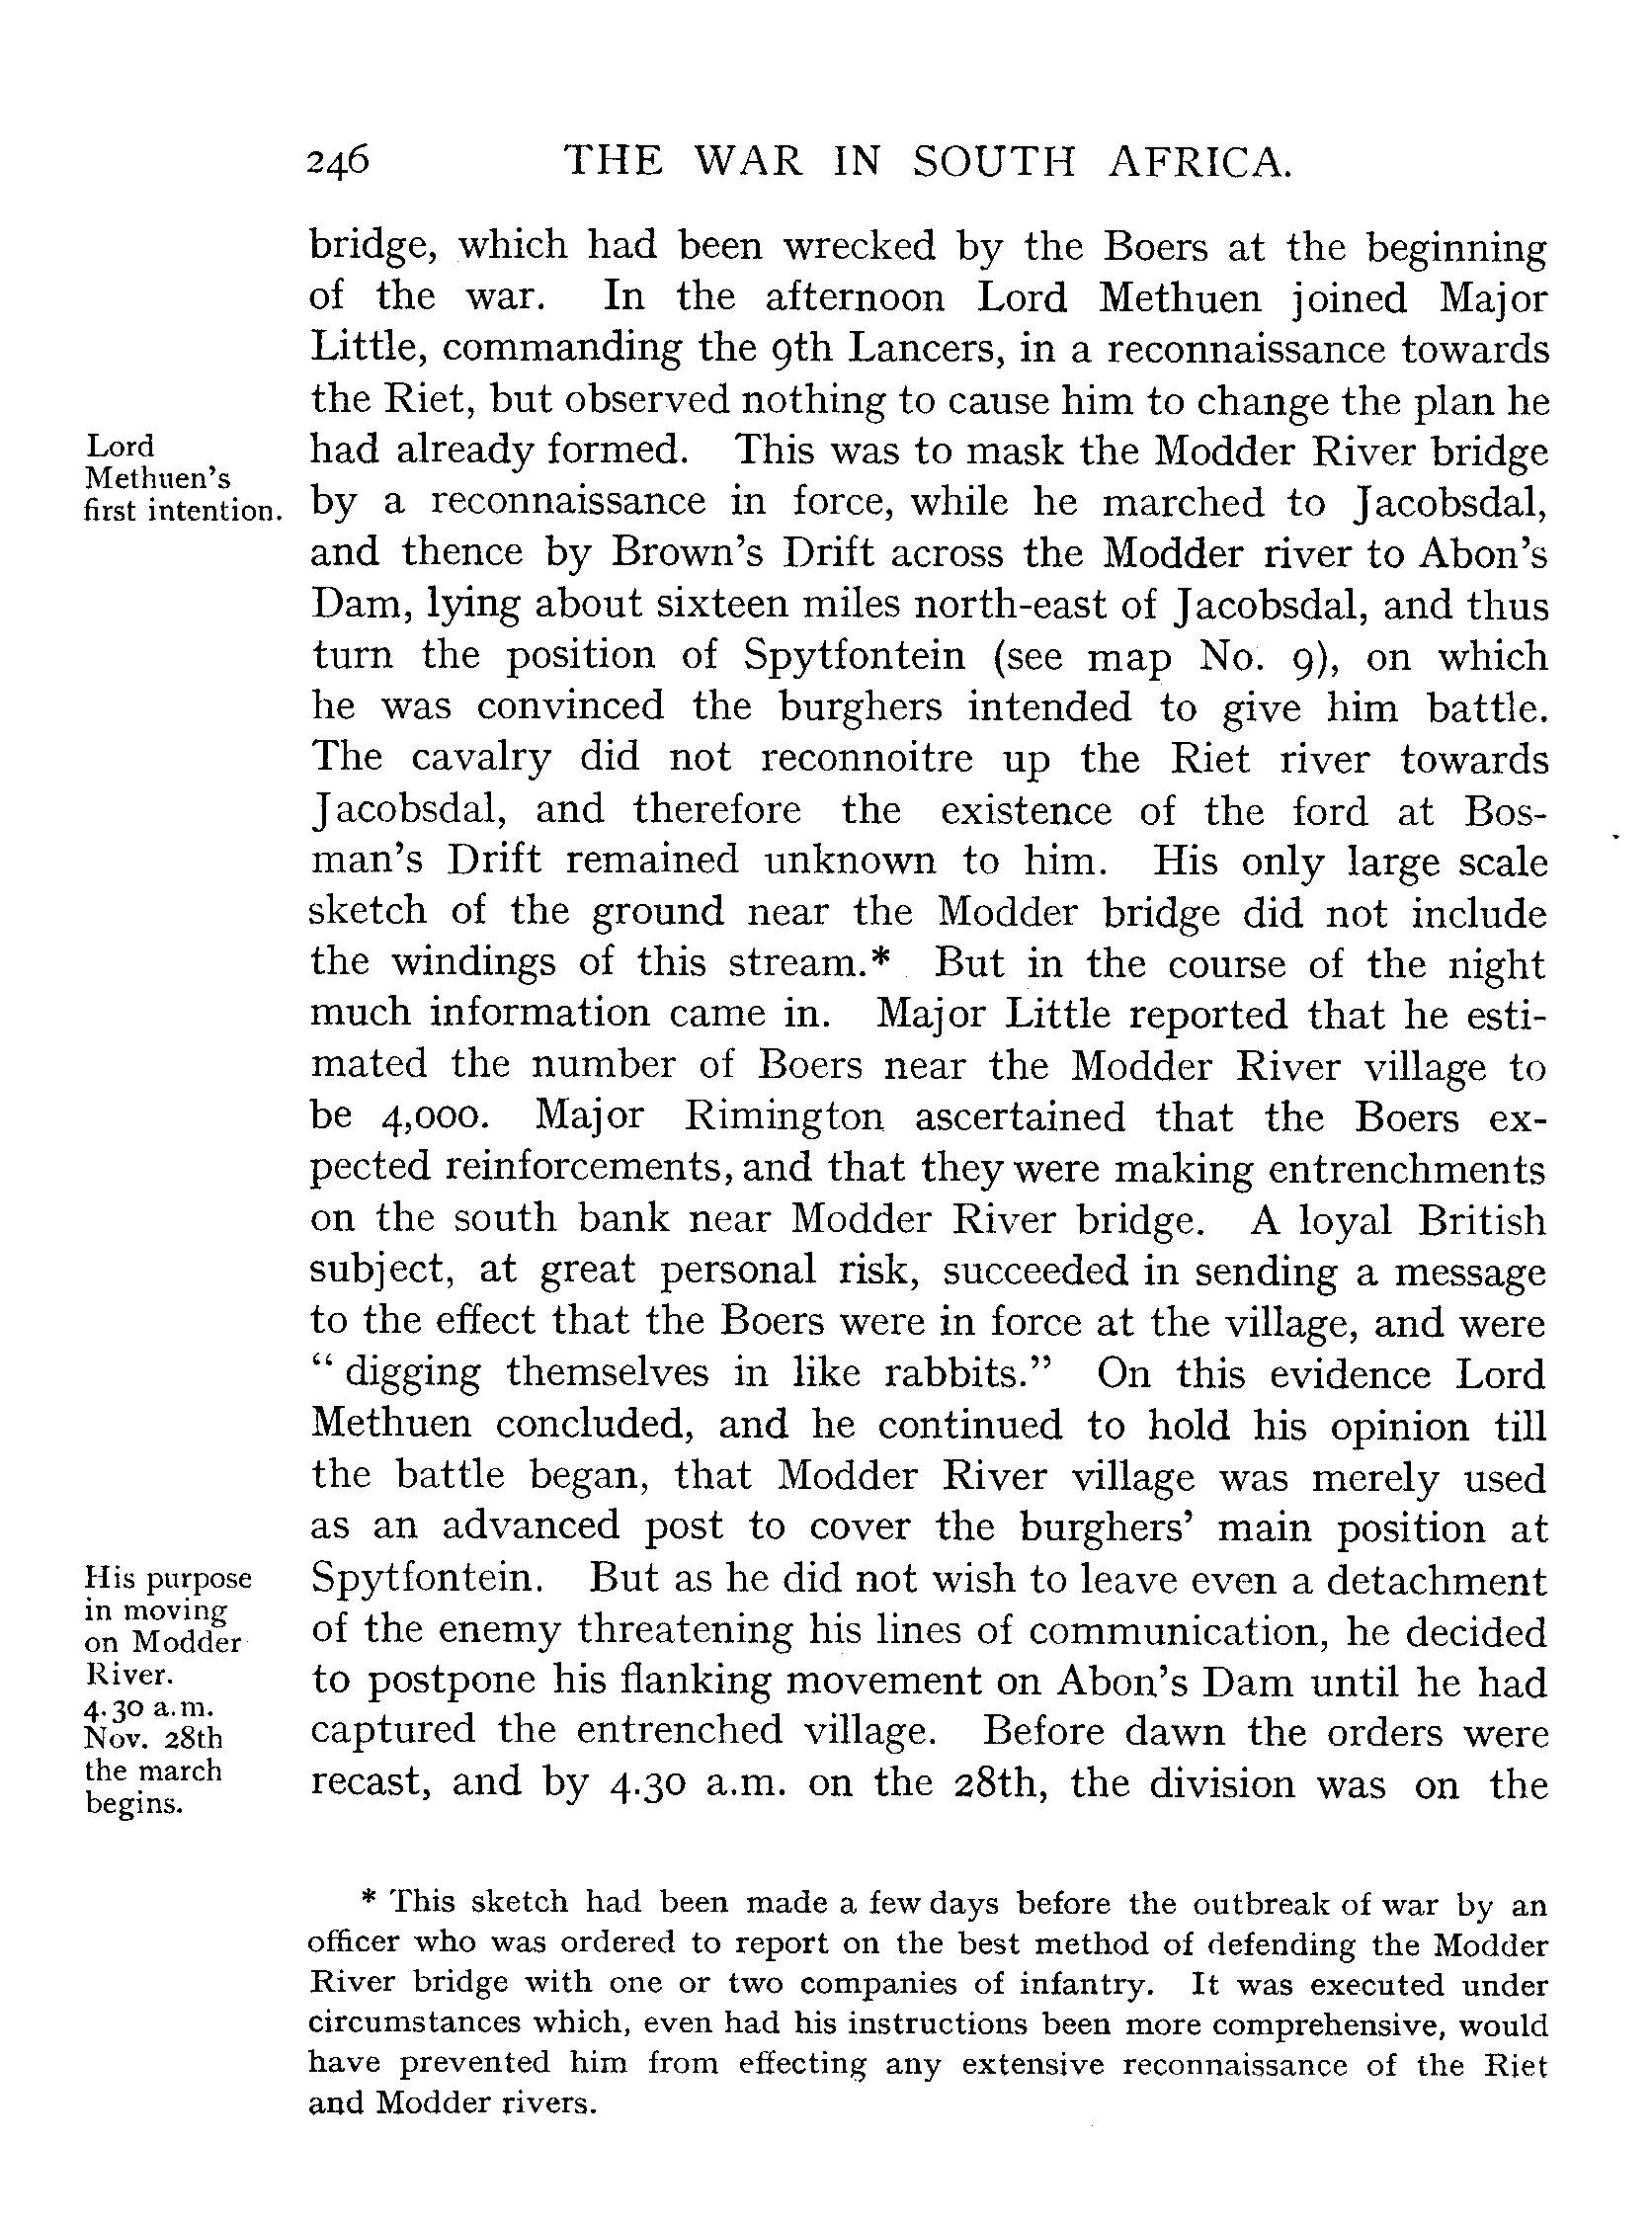 246 THE WAR IN SOUTH AFRICA.
bridge, which had been wrecked by the Boers at the beginning
of the war. In the afternoon Lord Methuen joined Major
Little, commanding the 9th Lancers, in a reconnaissance towards
the Riet, but observed nothing to cause him to change the plan he
Lord
Methuen's
first intention.
had already formed. This was to mask the Modder River bridge
by a reconnaissance in force, while he marched to Jacobsdal,
and thence by Brown's Drift across the Modder river to Abon's
Dam, lying about sixteen miles north-east of Jacobsdal, and thus
turn the position of Spytfontein (see map No. 9), on which
he was convinced the burghers intended to give him battle.
The cavalry did not reconnoitre up the Riet river towards
Jacobsdal, and therefore the existence of the ford at Bos-
man's Drift remained unknown to him. His only large scale
sketch of the ground near the Modder bridge did not include
the windings of this stream.* But in the course of the night
much information came in. Major Little reported that he esti-
mated the number of Boers near the Modder River village to
be 4,000. Major Rimington ascertained that the Boers ex-
pected reinforcements, and that they were making entrenchments
on the south bank near Modder River bridge. A loyal British
subject, at great personal risk, succeeded in sending a message
to the effect that the Boers were in force at the village, and were
"digging themselves in like rabbits." On this evidence Lord
Methuen concluded, and he continued to hold his opinion till
the battle began, that Modder River village was merely used
as an advanced post to cover the burghers' main position at
His purpose
in moving
on Modder
River.
4.30 a.m.
Nov. 28th
the march
begins.
Spytfontein. But as he did not wish to leave even a detachment
of the enemy threatening his lines of communication, he decided
to postpone his flanking movement on Abon's Dam until he had
captured the entrenched village. Before dawn the orders were
recast, and by 4.30 a.m. on the 28th, the division was on the
* This sketch had been made a few days before the outbreak of war by an
officer who was ordered to report on the best method of defending the Modder
River bridge with one or two companies of infantry. It was executed under
circumstances which, even had his instructions been more comprehensive, would
have prevented him from effecting any extensive reconnaissance of the Riet
and Modder rivers.